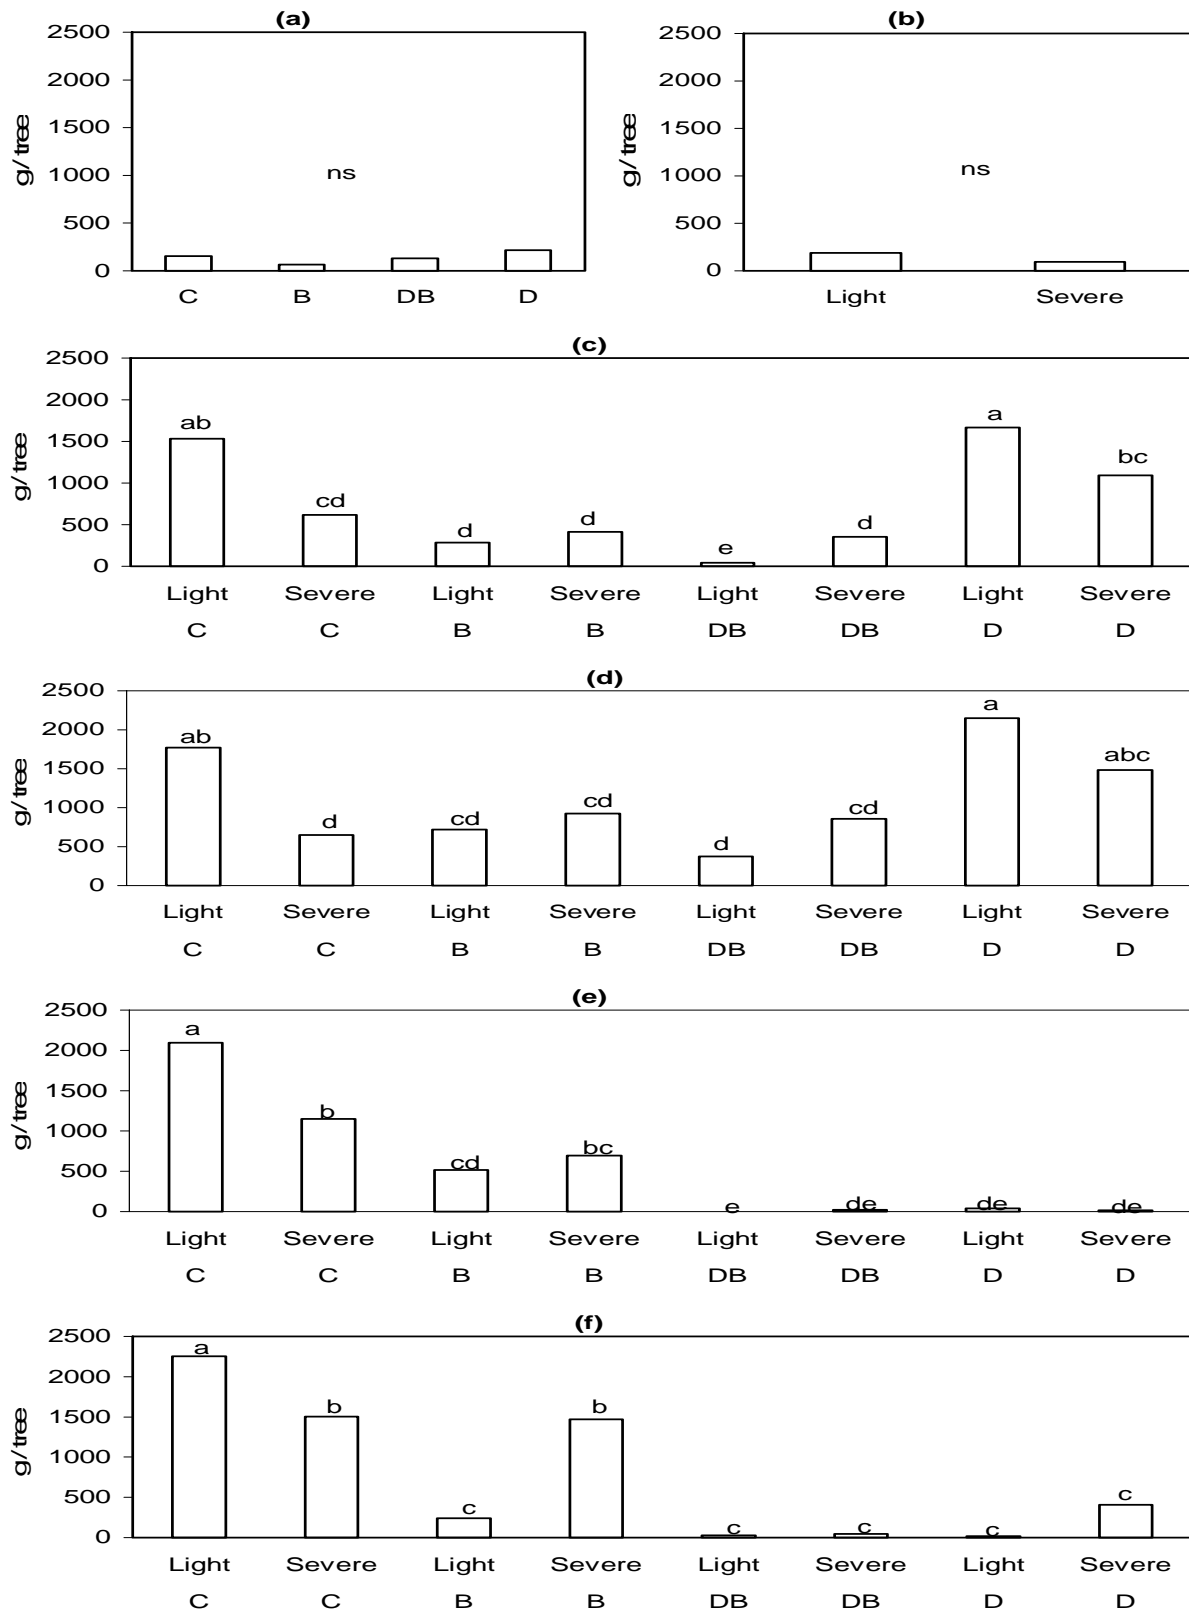 (a)
2500
2000
1500
1000
500
0
g/tree
ns
C B DB D
(b)
2500
2000
1500
1000
500
0
g/tree
ns
Light Severe
(c)
2500
2000
1500
1000
500
0
g/tree
ab cd d d e d a bc
Light Severe Light Severe Light Severe Light Severe
C C B B DB DB D D
(d)
2500
2000
1500
1000
500
0
g/tree
ab d cd cd d cd a abc
Light Severe Light Severe Light Severe Light Severe
C C B B DB DB D D
(e)
2500
2000
1500
1000
500
0
g/tree
a b cd bc e de de de
Light Severe Light Severe Light Severe Light Severe
C C B B DB DB D D
(f)
2500
2000
1500
1000
500
0
g/tree
a b c b c c c c
Light Severe Light Severe Light Severe Light Severe
C C B B DB DB D D